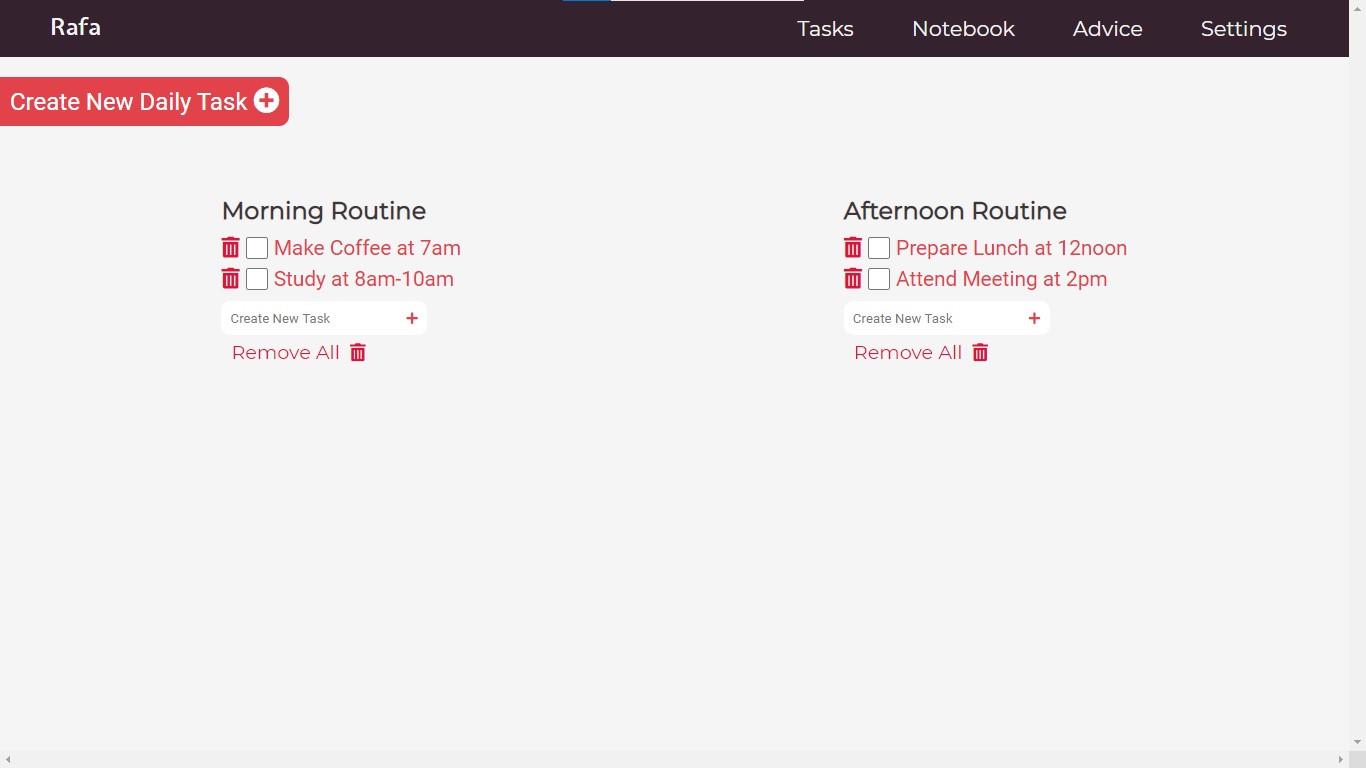 Rafa
Tasks Notebook Advice Settings
Create New Daily Task
Morning Routine
Make Coffee at 7am
Study at 8am-10am
Create New Task
Remove All
Afternoon Routine
Prepare Lunch at 12noon
Attend Meeting at 2pm
Create New Task
Remove All